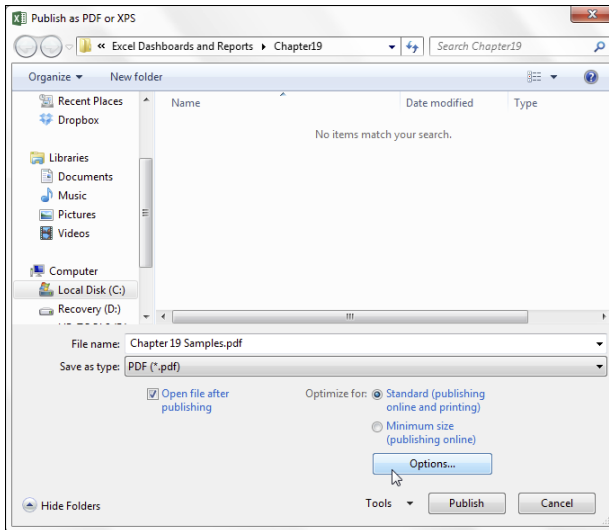 Publish as PDF or XPS
« Excel Dashboards and Reports Chapter19
Search Chapter19
Organize
New folder
Recent Places
Dropbox
Libraries
Documents
Music
Pictures
Videos
Computer
Local Disk (C:)
Recovery (D:)
Name
Date modified
Type
No items match your search.
File name: Chapter 19 Samples.pdf
Save as type: PDF (*.pdf)
Open file after
publishing
Optimize for:
Standard (publishing
online and printing)
Minimum size
(publishing online)
Options...
Hide Folders
Tools
Publish
Cancel